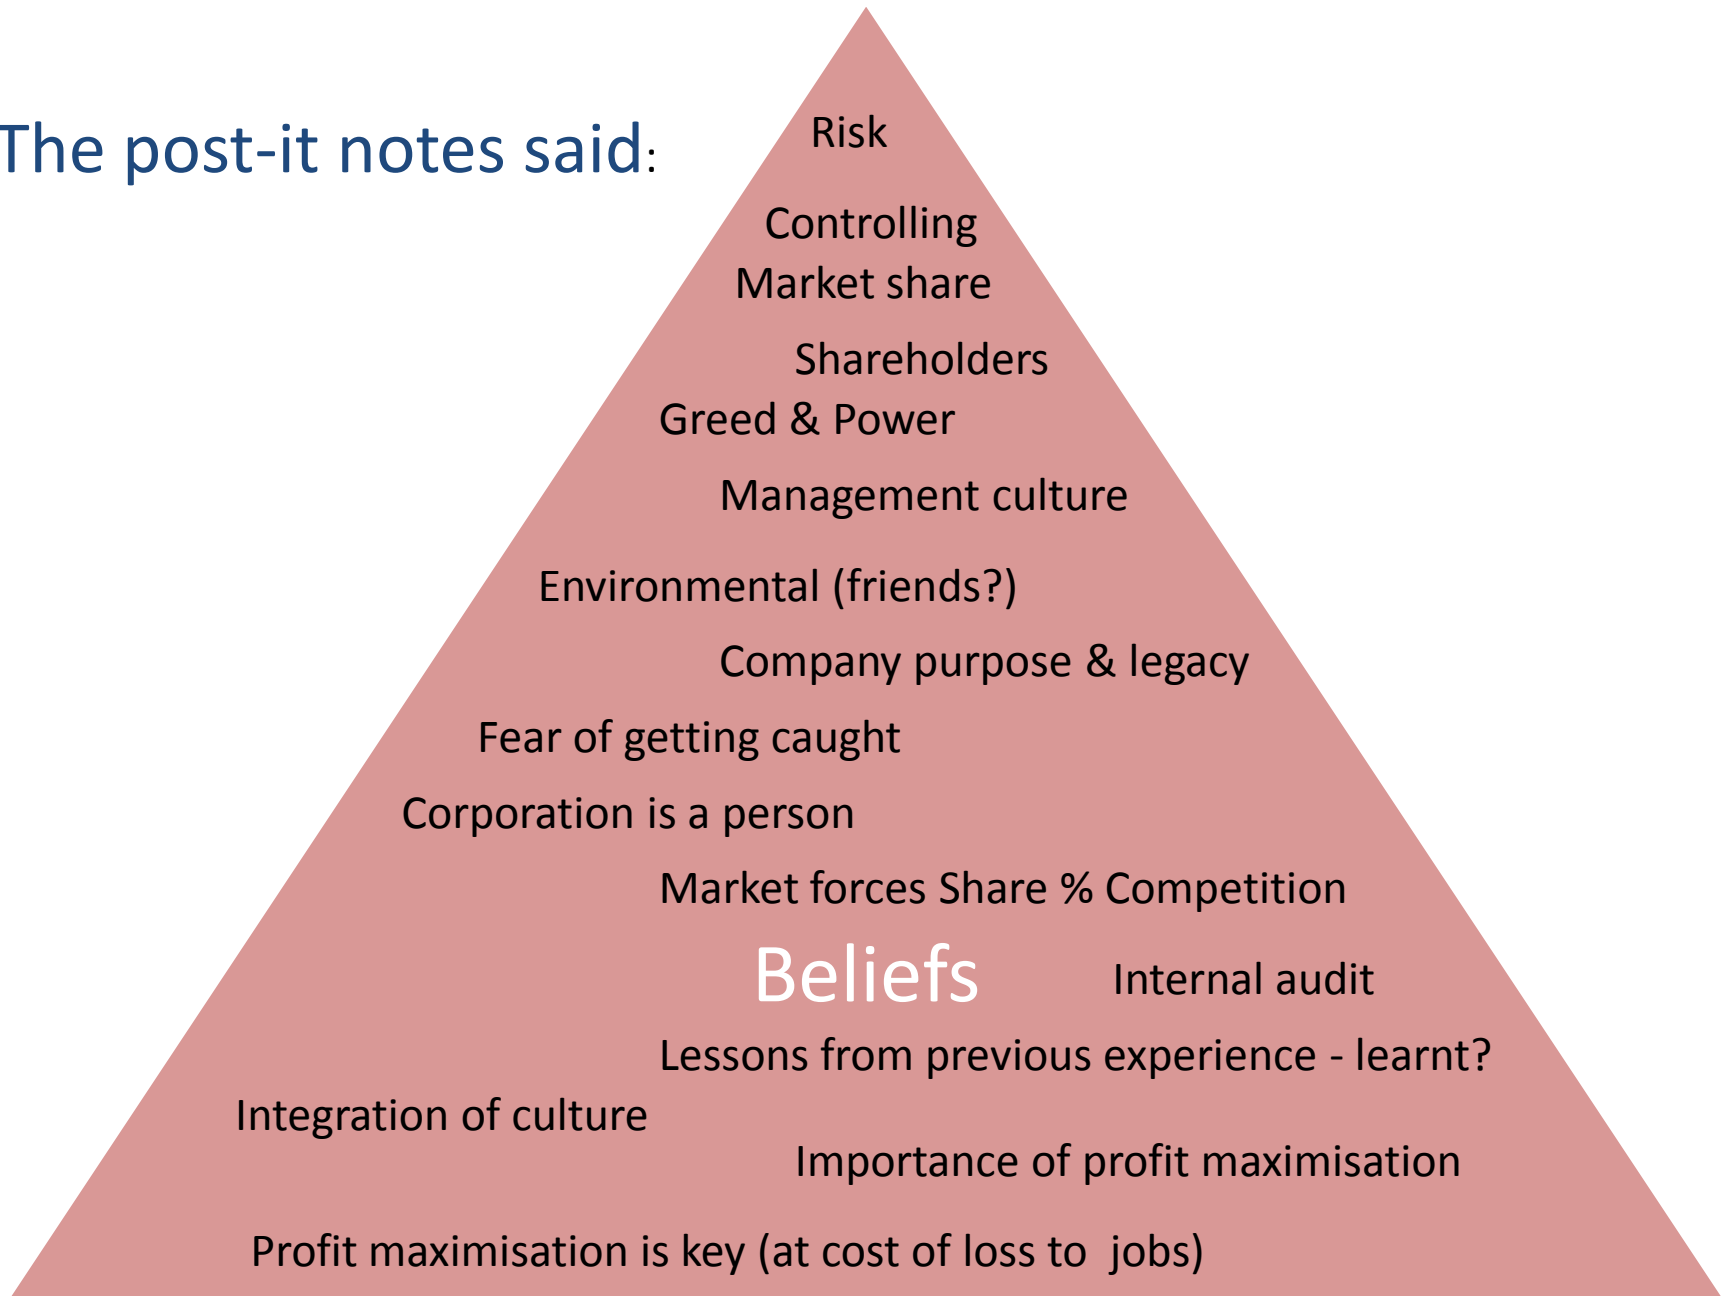 The post-it notes said:
Risk
Controlling
Market share
Shareholders
Greed & Power
Management culture
Environmental (friends?)
Company purpose & legacy
Fear of getting caught
Corporation is a person
Market forces Share % Competition
Beliefs
Internal audit
Lessons from previous experience - learnt?
Integration of culture
Importance of profit maximisation
Profit maximisation is key (at cost of loss to  jobs)